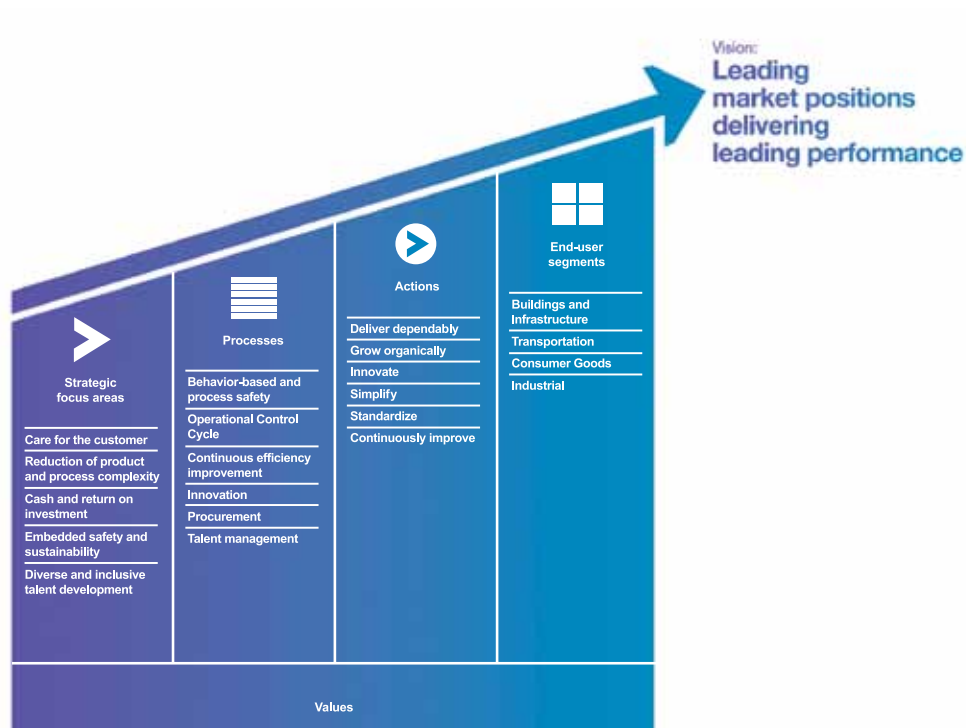 Vision:
Leading
market positions
delivering
leading performance
Strategic
focus areas
Care for the customer
Reduction of product
and process complexity
Cash and return on
investment
Embedded safety and
sustainability
Diverse and inclusive
talent development
Processes
Behavior-based and
process safety
Operational Control
Cycle
Continuous efficiency
improvement
Innovation
Procurement
Talent management
Actions
Deliver dependably
Grow organically
Innovate
Simplify
Standardize
Continuously improve
End-user
segments
Buildings and
Infrastructure
Transportation
Consumer Goods
Industrial
Values